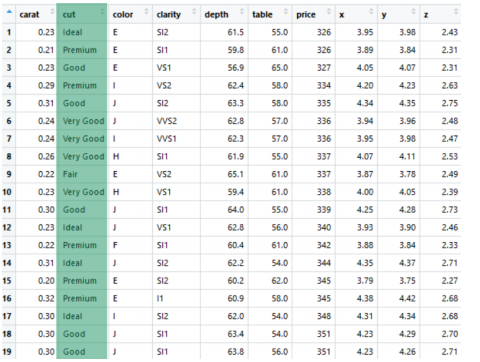 carat cut color clarity depth table price x y z
1 0.23 Ideal E SI2 61.5 55.0 326 3.95 3.98 2.43
2 0.21 Premium E SI1 59.8 61.0 326 3.89 3.84 2.31
3 0.23 Good E VS1 56.9 65.0 327 4.05 4.07 2.31
4 0.29 Premium I VS2 62.4 58.0 334 4.20 4.23 2.63
5 0.31 Good J SI2 63.3 58.0 335 4.34 4.35 2.75
6 0.24 Very Good J VVS2 62.8 57.0 336 3.94 3.96 2.48
7 0.24 Very Good I VVS1 62.3 57.0 336 3.95 3.98 2.47
8 0.26 Very Good H SI1 61.9 55.0 337 4.07 4.11 2.53
9 0.22 Fair E VS2 65.1 61.0 337 3.87 3.78 2.49
10 0.23 Very Good H VS1 59.4 61.0 338 4.00 4.05 2.39
11 0.30 Good J SI1 64.0 55.0 339 4.25 4.28 2.73
12 0.23 Ideal J VS1 62.8 56.0 340 3.93 3.90 2.46
13 0.22 Premium F SI1 60.4 61.0 342 3.88 3.84 2.33
14 0.31 Ideal J SI2 62.2 54.0 344 4.35 4.37 2.71
15 0.20 Premium E SI2 60.2 62.0 345 3.79 3.75 2.27
16 0.32 Premium E I1 60.9 58.0 345 4.38 4.42 2.68
17 0.30 Ideal I SI2 62.0 54.0 348 4.31 4.34 2.68
18 0.30 Good J SI1 63.4 54.0 351 4.23 4.29 2.70
19 0.30 Good J SI1 63.8 56.0 351 4.23 4.26 2.71